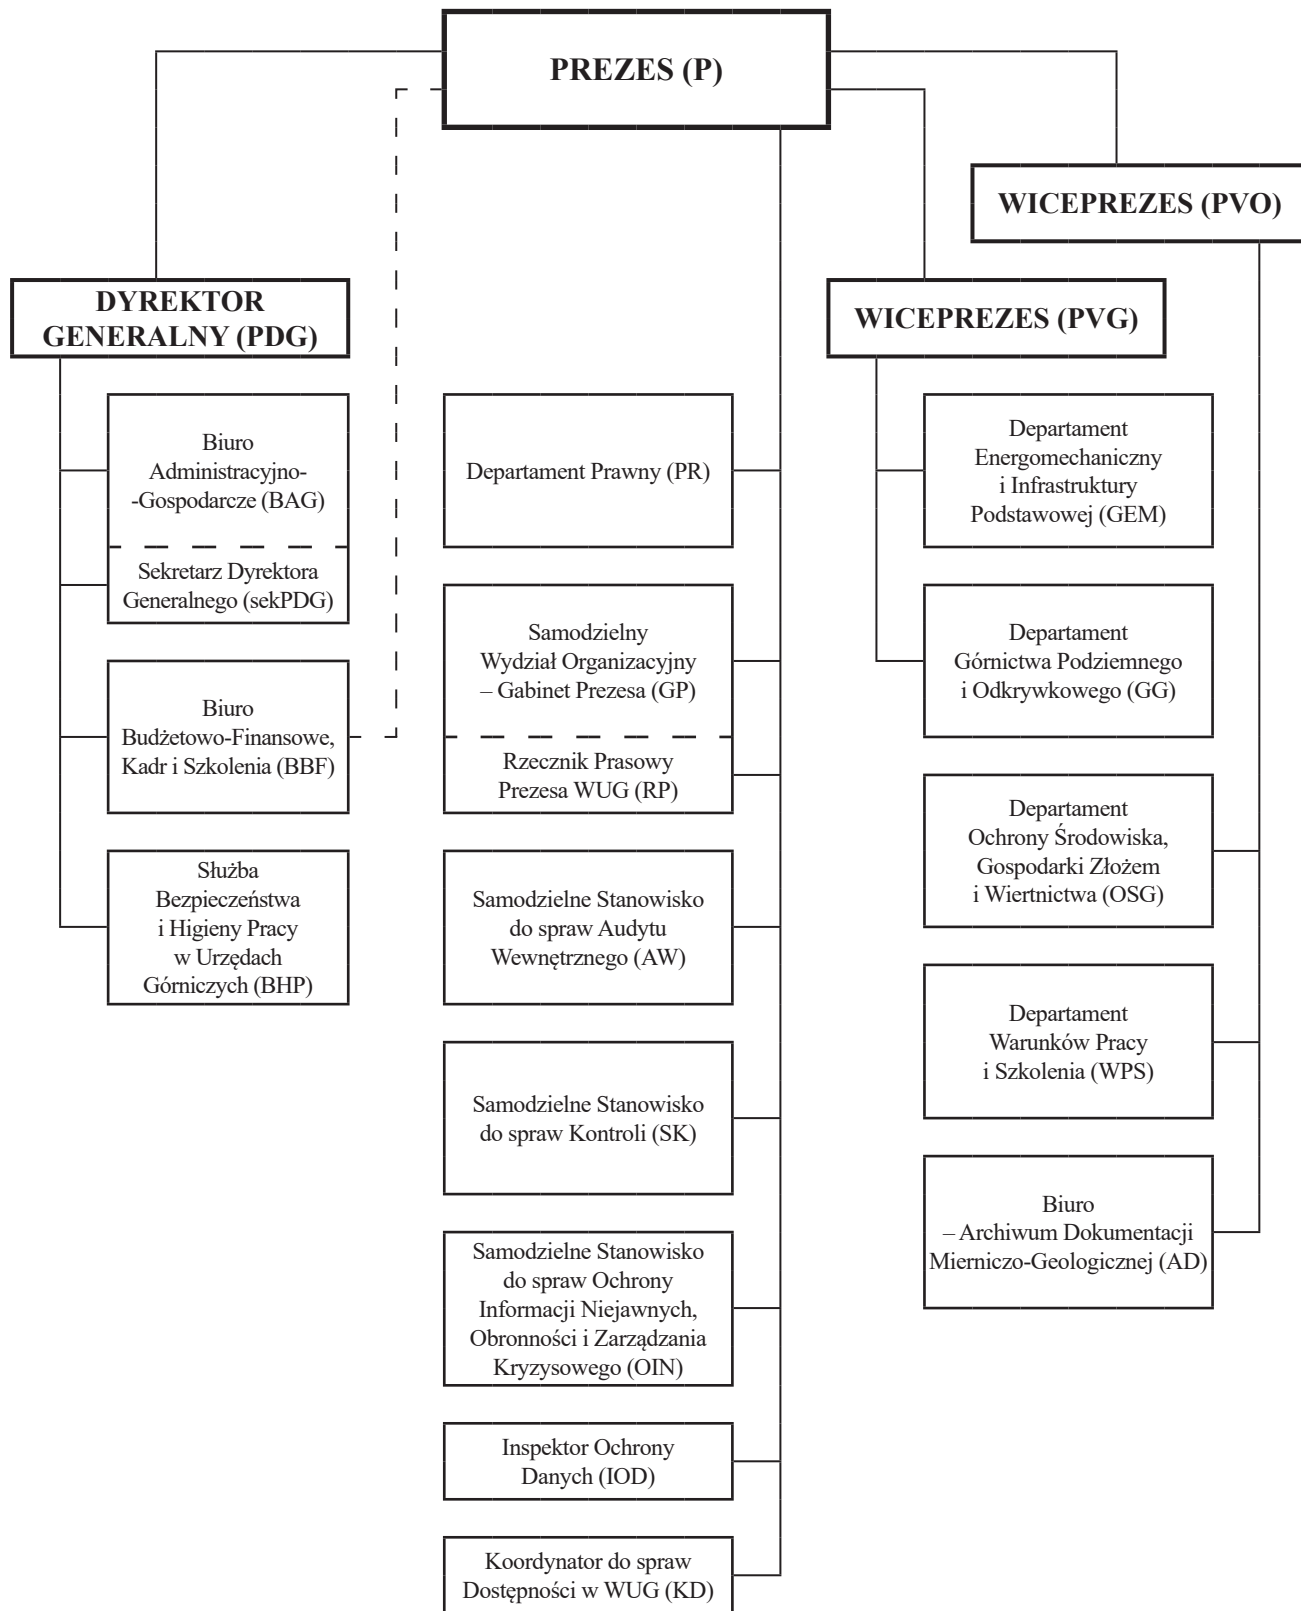 PREZES (P)
WICEPREZES (PVO)
DYREKTOR
GENERALNY (PDG)
WICEPREZES (PVG)
Biuro
Administracyjno-
-Gospodarcze (BAG)
Sekretarz Dyrektora
Generalnego (sekPDG)
Biuro
Budżetowo-Finansowe,
Kadr i Szkolenia (BBF)
Służba
Bezpieczeństwa
i Higieny Pracy
w Urzędach
Górniczych (BHP)
Departament Prawny (PR)
Samodzielny
Wydział Organizacyjny
– Gabinet Prezesa (GP)
Rzecznik Prasowy
Prezesa WUG (RP)
Samodzielne Stanowisko
do spraw Audytu
Wewnętrznego (AW)
Samodzielne Stanowisko
do spraw Kontroli (SK)
Samodzielne Stanowisko
do spraw Ochrony
Informacji Niejawnych,
Obronności i Zarządzania
Kryzysowego (OIN)
Inspektor Ochrony
Danych (IOD)
Koordynator do spraw
Dostępności w WUG (KD)
Departament
Energomechaniczny
i Infrastruktury
Podstawowej (GEM)
Departament
Górnictwa Podziemnego
i Odkrywkowego (GG)
Departament
Ochrony Środowiska,
Gospodarki Złożem
i Wiertnictwa (OSG)
Departament
Warunków Pracy
i Szkolenia (WPS)
Biuro
– Archiwum Dokumentacji
Mierniczo-Geologicznej (AD)